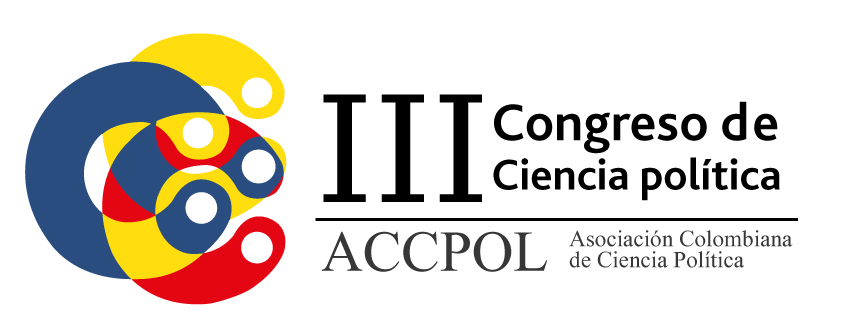 III Congreso de
Ciencia política
ACCPOL Asociación Colombiana
de Ciencia Política